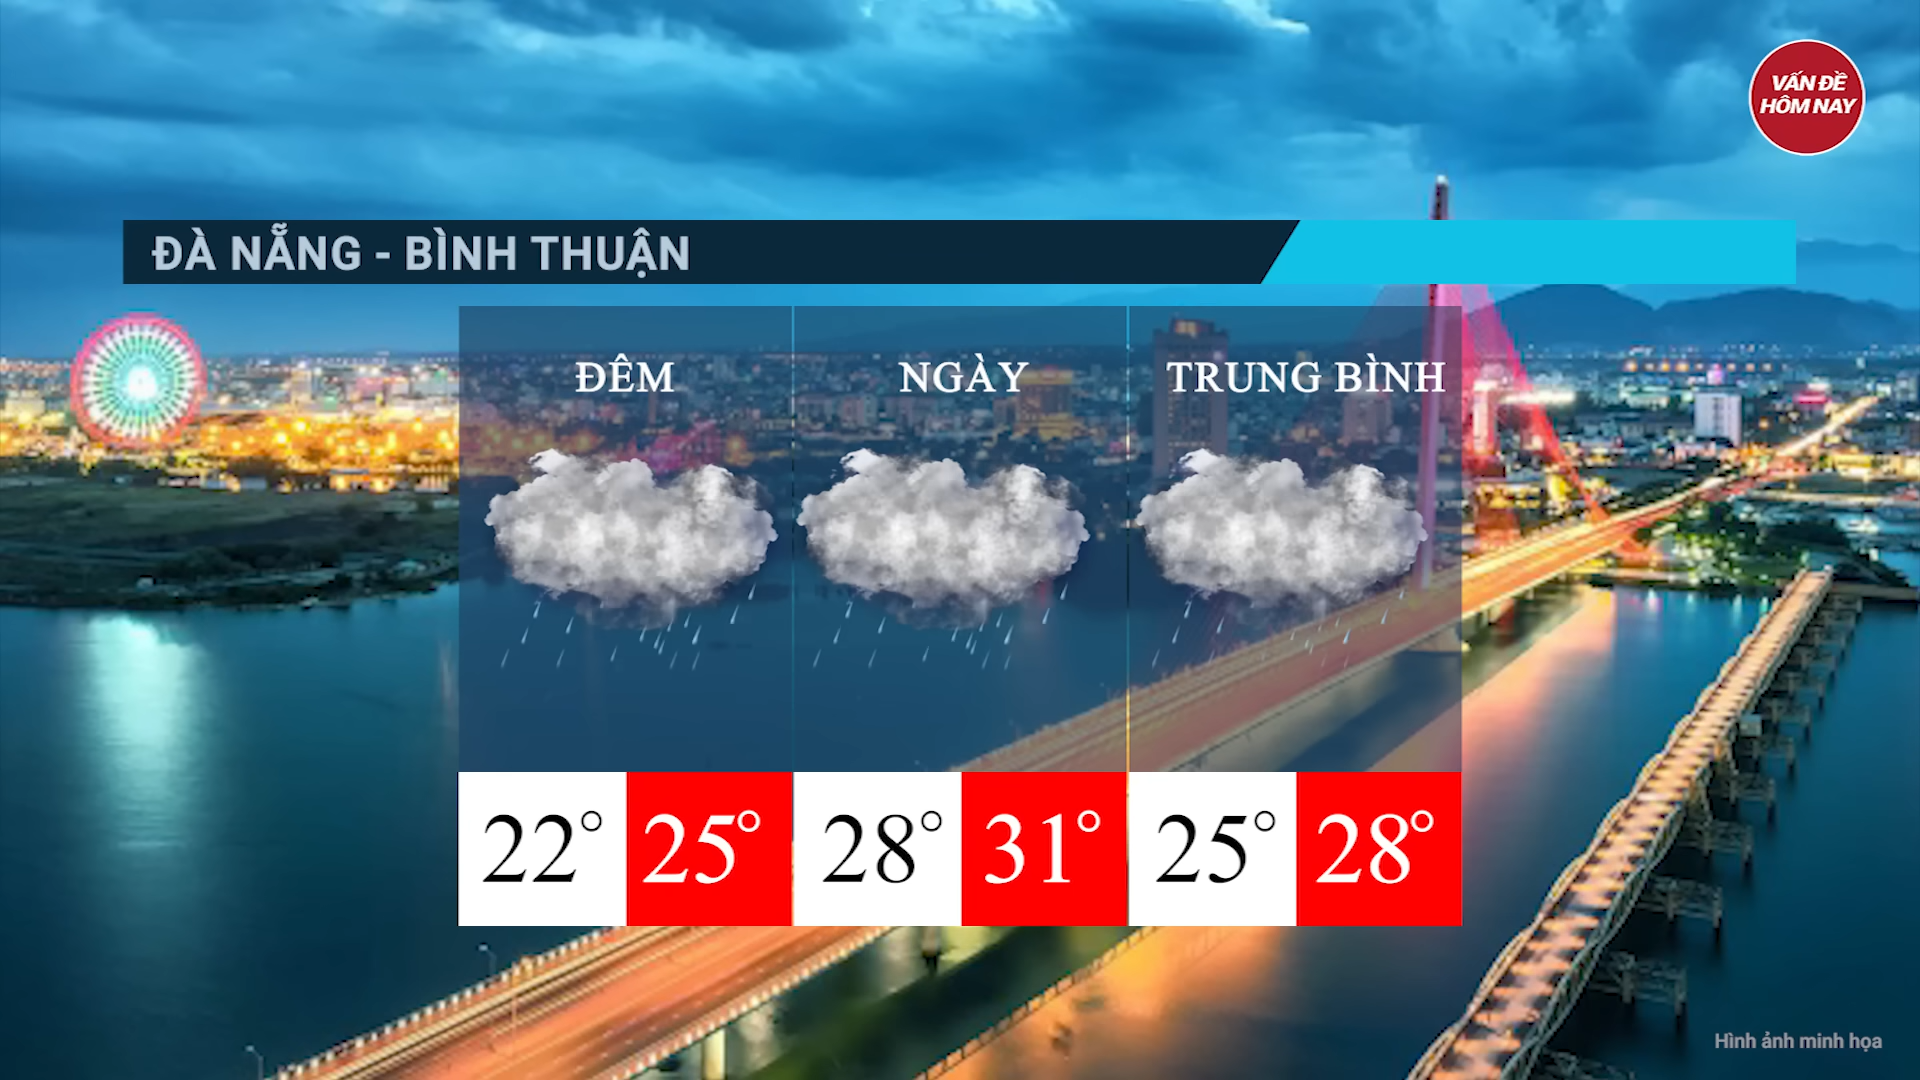 VẤN ĐỀ
HÔM NAY
ĐÀ NẴNG - BÌNH THUẬN
ĐÊM
NGÀY
TRUNG BÌNH
22°
25°
28°
31°
25°
28°
Hình ảnh minh họa